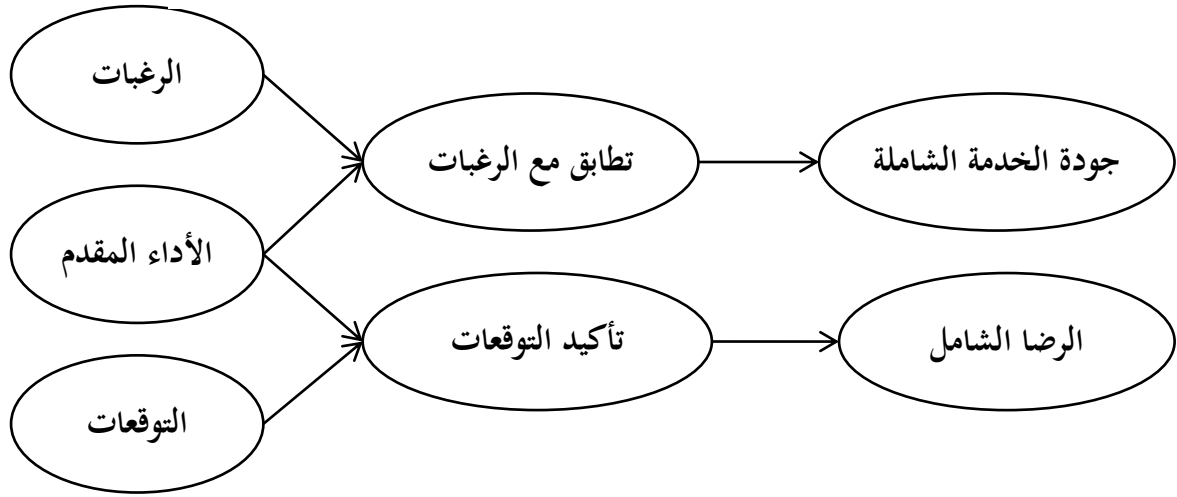 الرغبات
تطابق مع الرغبات
جودة الخدمة الشاملة
الأداء المقدم
تأكيد التوقعات
الرضا الشامل
التوقعات